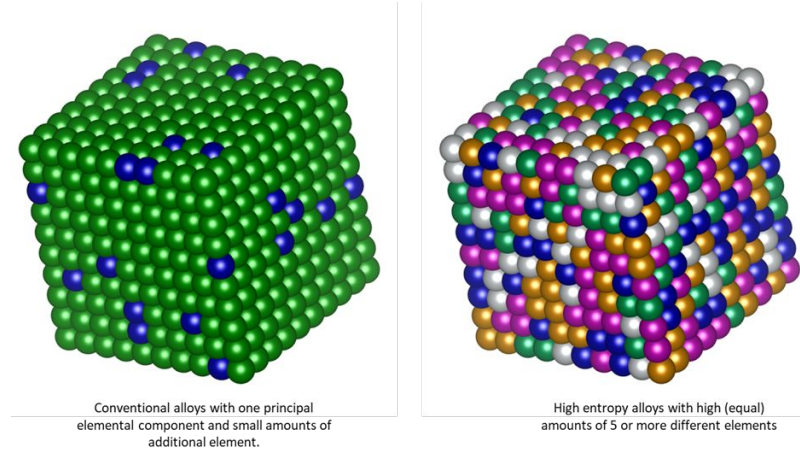 Conventional alloys with one principal
elemental component and small amounts of
additional element.
High entropy alloys with high (equal)
amounts of 5 or more different elements